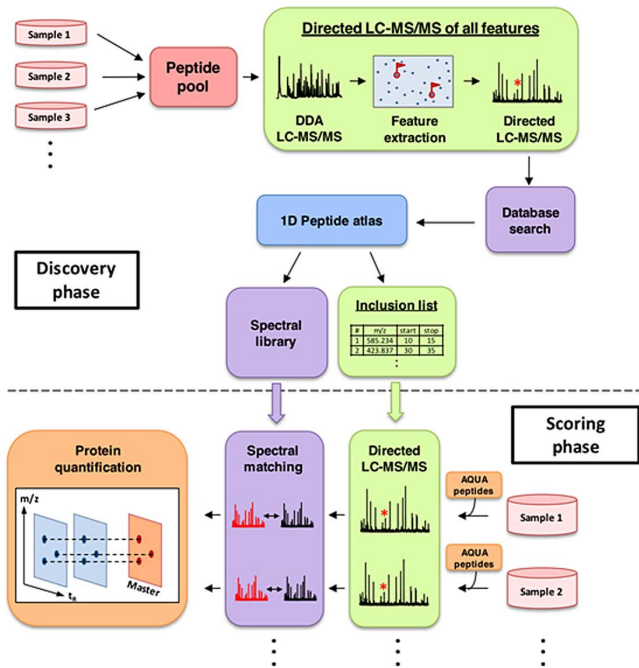 Sample 1
Sample 2
Sample 3
Peptide
pool
Directed LC-MS/MS of all features
DDA
LC-MS/MS
Feature
extraction
*
Directed
LC-MS/MS
Database
search
1D Peptide atlas
Discovery
phase
Spectral
library
Inclusion list
# m/z start stop
1 585.234 10 15
2 423.837 30 35
Scoring
phase
Protein
quantification
m/z
tR
Master
Spectral
matching
Directed
LC-MS/MS
*
*
AQUA
peptides
Sample 1
AQUA
peptides
Sample 2